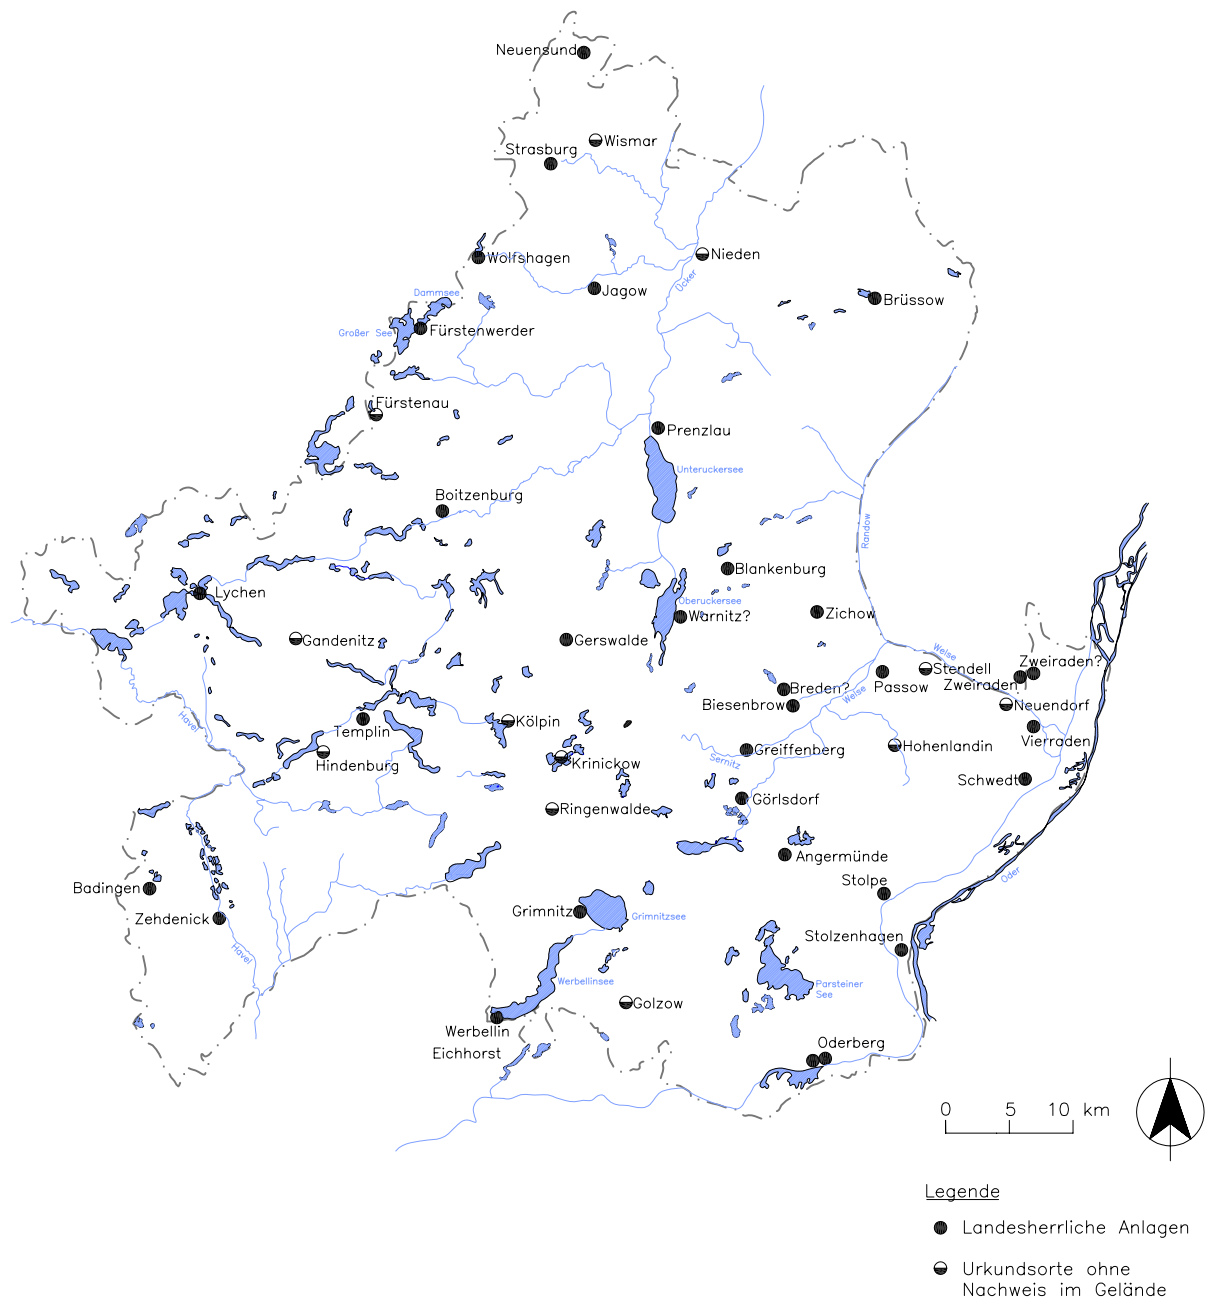 Neuensund
Wismar
Strasburg
Wolfshagen
Nieden
Ücker
Jagow
Dammsee
Brüssow
Großer See
Fürstenwerder
Fürstenau
Prenzlau
Unteruckersee
Boitzenburg
Randow
Blankenburg
Lychen
Oberuckersee
Warnitz?
Zichow
Gandenitz
Gerswalde
Welse
Stendell
Zweiraden?
Passow
Zweiraden
Breden?
Welse
Biesenbrow
Neuendorf
Havel
Templin
Kölpin
Vierraden
Hindenburg
Krinickow
Sernitz
Greiffenberg
Hohenlandin
Schwedt
Ringenwalde
Görlsdorf
Angermünde
Oder
Badingen
Stolpe
Zehdenick
Grimnitz
Grimnitzsee
Havel
Stolzenhagen
Werbellinsee
Parsteiner
See
Golzow
Werbellin
Eichhorst
Oderberg
0 5 10 km
Legende
Landesherrliche Anlagen
Urkundsorte ohne
Nachweis im Gelände